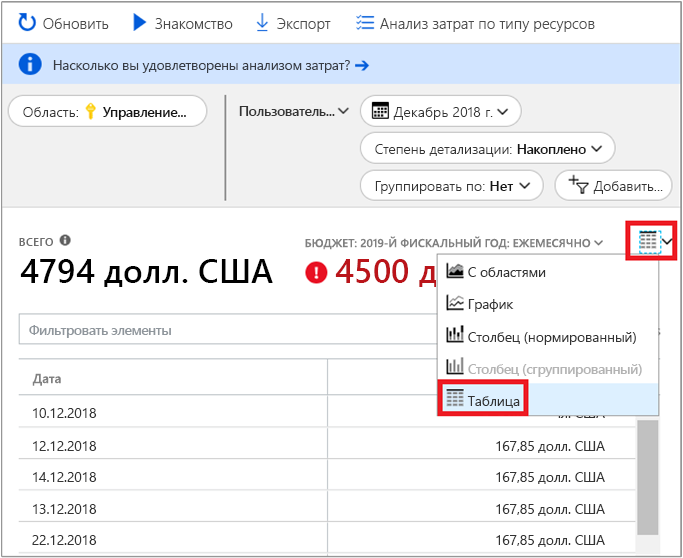 Обновить Знакомство Экспорт Анализ затрат по типу ресурсов
Насколько вы удовлетворены анализом затрат? →
Область: Управление... Пользователь... Декабрь 2018 г.
Степень детализации: Накоплено
Группировать по: Нет Добавить...
ВСЕГО БЮДЖЕТ: 2019-Й ФИСКАЛЬНЫЙ ГОД: ЕЖЕМЕСЯЧНО
4794 долл. США 4500 д
С областями
График
Фильтровать элементы
Столбец (нормированный)
Столбец (сгруппированный)
Дата
Таблица
10.12.2018 США
12.12.2018 167,85 долл. США
14.12.2018 167,85 долл. США
13.12.2018 167,85 долл. США
22.12.2018 167,85 долл. США